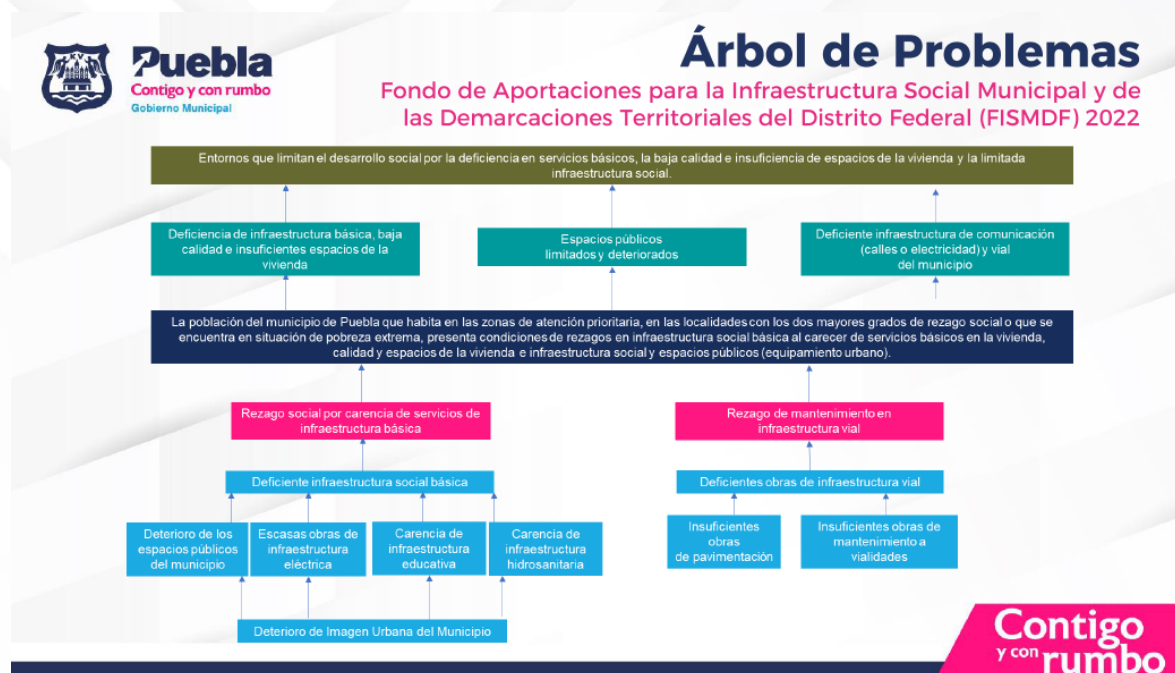 Puebla
Contigo y con rumbo
Gobierno Municipal
Árbol de Problemas
Fondo de Aportaciones para la Infraestructura Social Municipal y de
las Demarcaciones Territoriales del Distrito Federal (FISMDF) 2022
Entornos que limitan el desarrollo social por la deficiencia en servicios básicos, la baja calidad e insuficiencia de espacios de la vivienda y la limitada
infraestructura social.
Deficiencia de infraestructura básica, baja
calidad e insuficientes espacios de la
vivienda
Espacios públicos
limitados y deteriorados
Deficiente infraestructura de comunicación
(calles o electricidad) y vial
del municipio
La población del municipio de Puebla que habita en las zonas de atención prioritaria, en las localidades con los dos mayores grados de rezago social o que se
encuentra en situación de pobreza extrema, presenta condiciones de rezagos en infraestructura social básica al carecer de servicios básicos en la vivienda,
calidad y espacios de la vivienda e infraestructura social y espacios públicos (equipamiento urbano).
Rezago social por carencia de servicios de
infraestructura básica
Rezago de mantenimiento en
infraestructura vial
Deficiente infraestructura social básica
Deficientes obras de infraestructura vial
Deterioro de los
espacios públicos
del municipio
Escasas obras de
infraestructura
eléctrica
Carencia de
infraestructura
educativa
Carencia de
infraestructura
hidrosanitaria
Insuficientes
obras
de pavimentación
Insuficientes obras de
mantenimiento a
vialidades
Deterioro de Imagen Urbana del Municipio
Contigo
y con rumbo